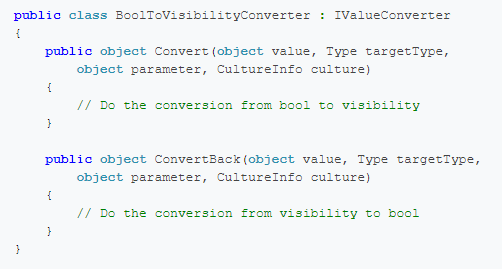 public class BoolToVisibilityConverter : IValueConverter
{
    public object Convert(object value, Type targetType,
        object parameter, CultureInfo culture)
    {
        // Do the conversion from bool to visibility
    }

    public object ConvertBack(object value, Type targetType,
        object parameter, CultureInfo culture)
    {
        // Do the conversion from visibility to bool
    }
}